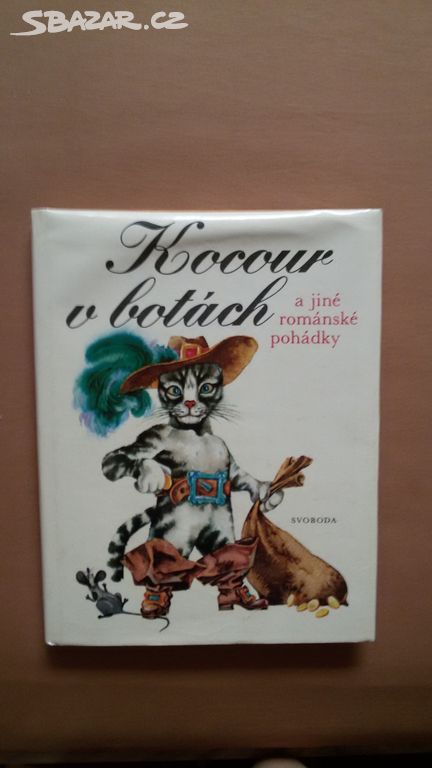 SBAZAR.CZ
Kocour
v botách
a jiné
románské
pohádky
SVOBODA